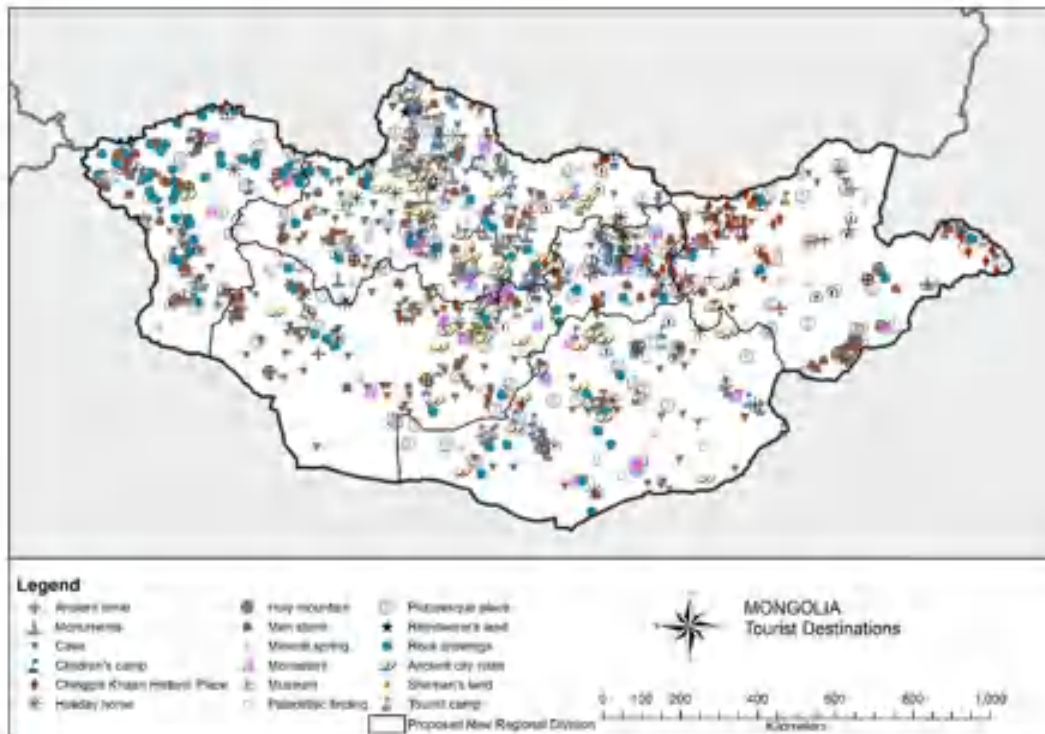 Legend
Ancient tomb
Monuments
Cave
Children's camp
Chinggis Khaan Historic Place
Holiday home
Holy mountain
Man stone
Mineral spring
Monastery
Museum
Paleolithic finding
Picturesque place
Reindeer's land
Rock drawings
Ancient city ruins
Shaman's land
Tourist camp
Proposed New Regional Division
MONGOLIA
Tourist Destinations
0 100 200 400 600 800 1,000
Kilometers